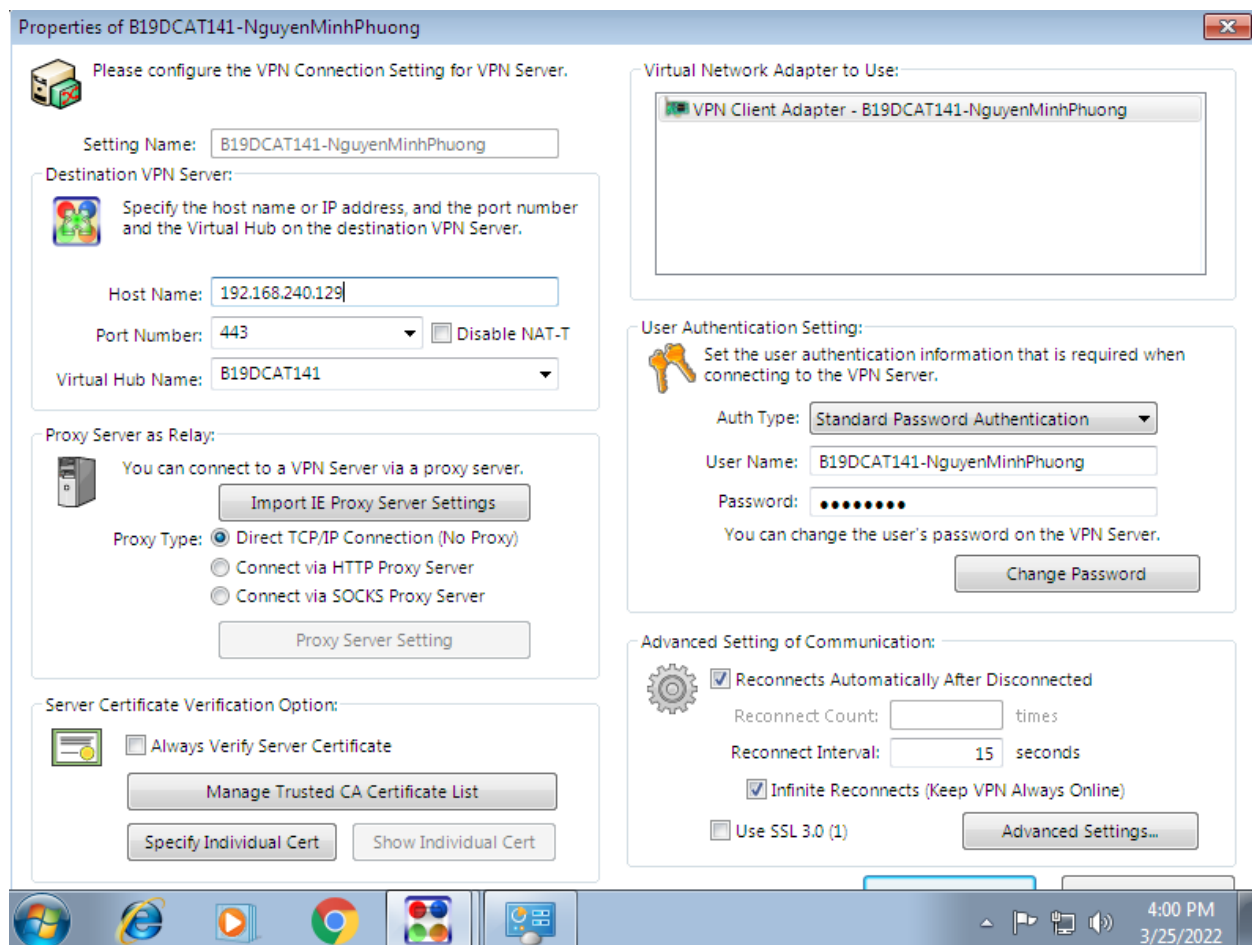 Properties of B19DCAT141-NguyenMinhPhuong
Please configure the VPN Connection Setting for VPN Server.
Setting Name: B19DCAT141-NguyenMinhPhuong
Destination VPN Server:
Specify the host name or IP address, and the port number
and the Virtual Hub on the destination VPN Server.
Host Name: 192.168.240.129
Port Number: 443 Disable NAT-T
Virtual Hub Name: B19DCAT141
Proxy Server as Relay:
You can connect to a VPN Server via a proxy server.
Import IE Proxy Server Settings
Proxy Type: Direct TCP/IP Connection (No Proxy)
Connect via HTTP Proxy Server
Connect via SOCKS Proxy Server
Proxy Server Setting
Server Certificate Verification Option:
Always Verify Server Certificate
Manage Trusted CA Certificate List
Specify Individual Cert Show Individual Cert
Virtual Network Adapter to Use:
VPN Client Adapter - B19DCAT141-NguyenMinhPhuong
User Authentication Setting:
Set the user authentication information that is required when
connecting to the VPN Server.
Auth Type: Standard Password Authentication
User Name: B19DCAT141-NguyenMinhPhuong
Password: ●●●●●●●●
You can change the user's password on the VPN Server.
Change Password
Advanced Setting of Communication:
Reconnects Automatically After Disconnected
Reconnect Count: times
Reconnect Interval: 15 seconds
Infinite Reconnects (Keep VPN Always Online)
Use SSL 3.0 (1) Advanced Settings...
4:00 PM
3/25/2022